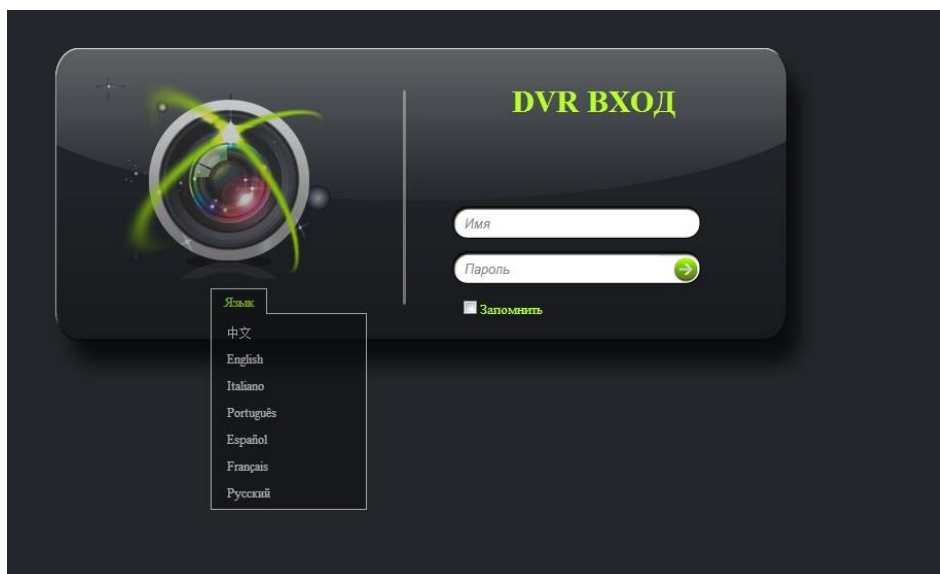 DVR ВХОД
Имя
Пароль
Запомнить
Язык
中文
English
Italiano
Português
Español
Français
Русский